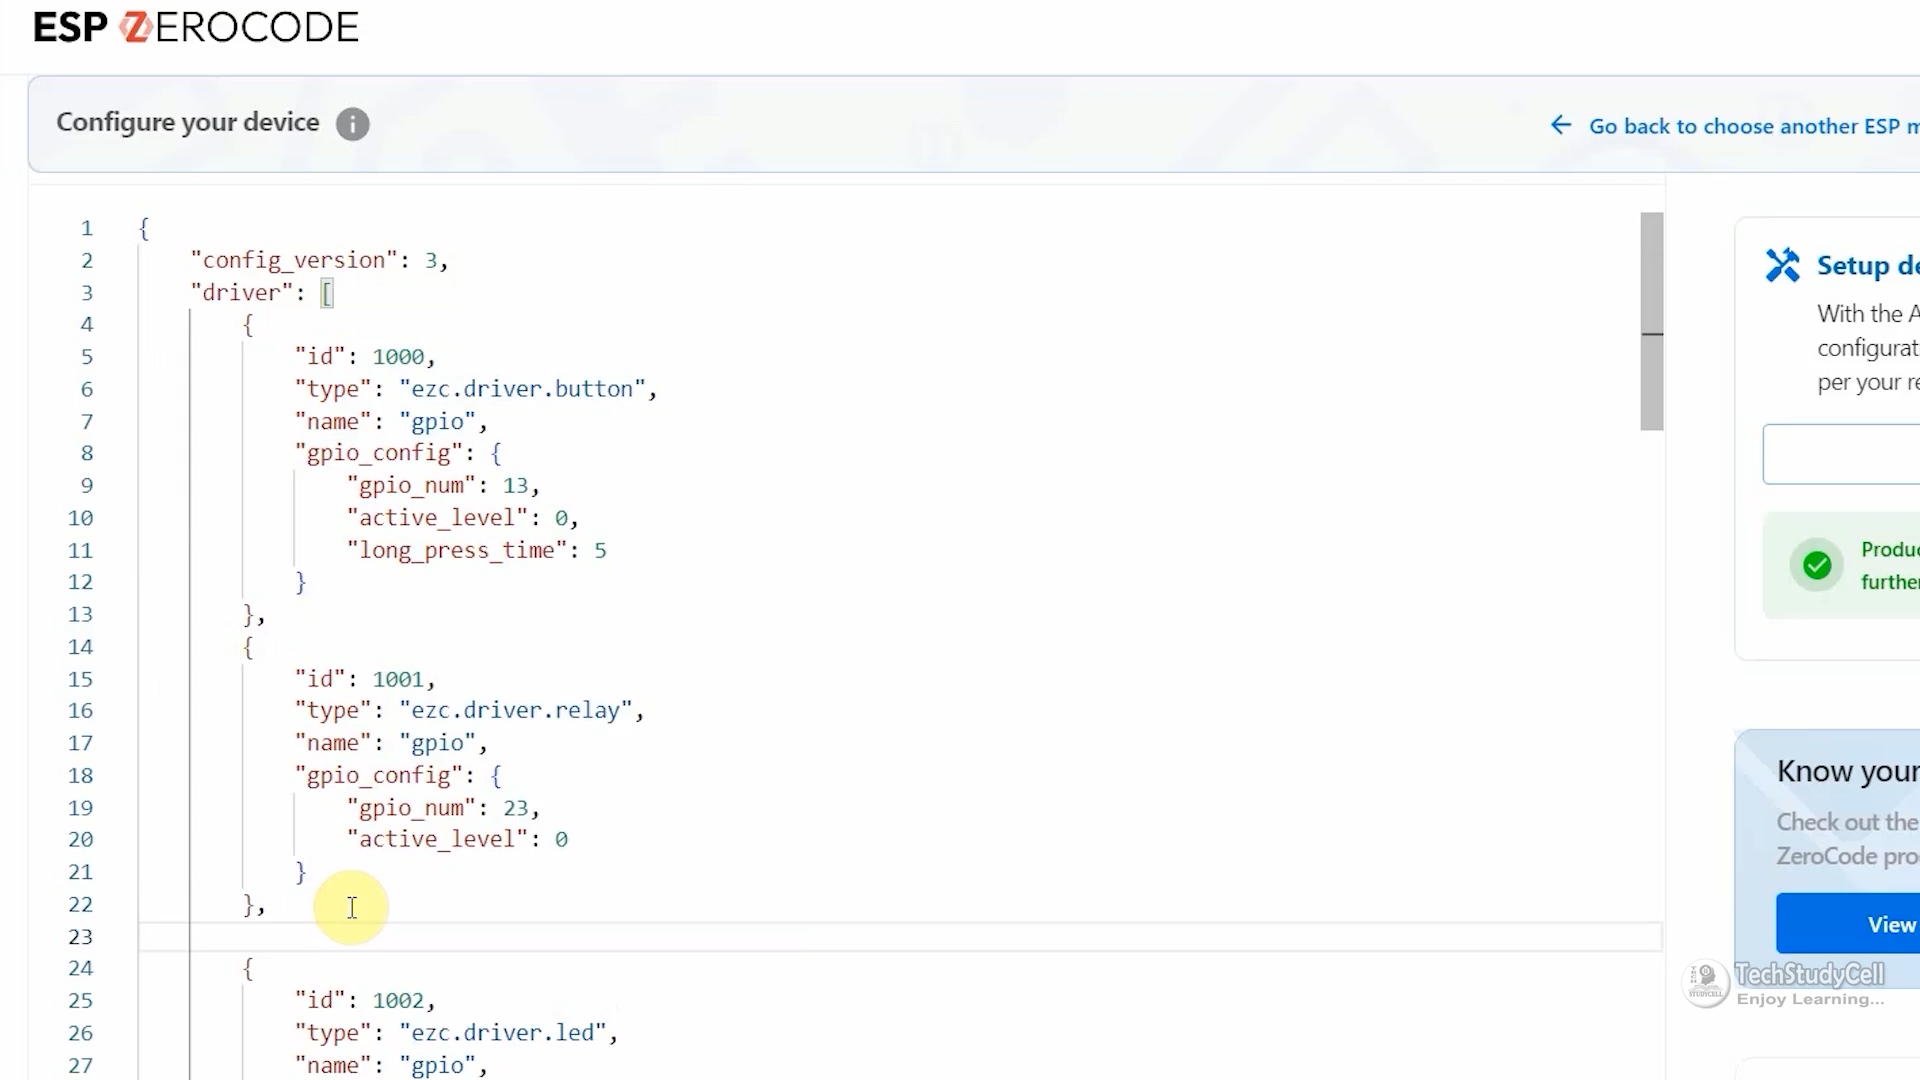 ESP ZEROCODE
Configure your device
Go back to choose another ESP m
1 {
2 "config_version": 3,
3 "driver": [
4 {
5 "id": 1000,
6 "type": "ezc.driver.button",
7 "name": "gpio",
8 "gpio_config": {
9 "gpio_num": 13,
10 "active_level": 0,
11 "long_press_time": 5
12 }
13 },
14 {
15 "id": 1001,
16 "type": "ezc.driver.relay",
17 "name": "gpio",
18 "gpio_config": {
19 "gpio_num": 23,
20 "active_level": 0
21 }
22 },
23
24 {
25 "id": 1002,
26 "type": "ezc.driver.led",
27 "name": "gpio",
Setup de
With the A
configurat
per your re
Produc
further
Know your
Check out the
ZeroCode pro
View
TechStudyCell
Enjoy Learning...